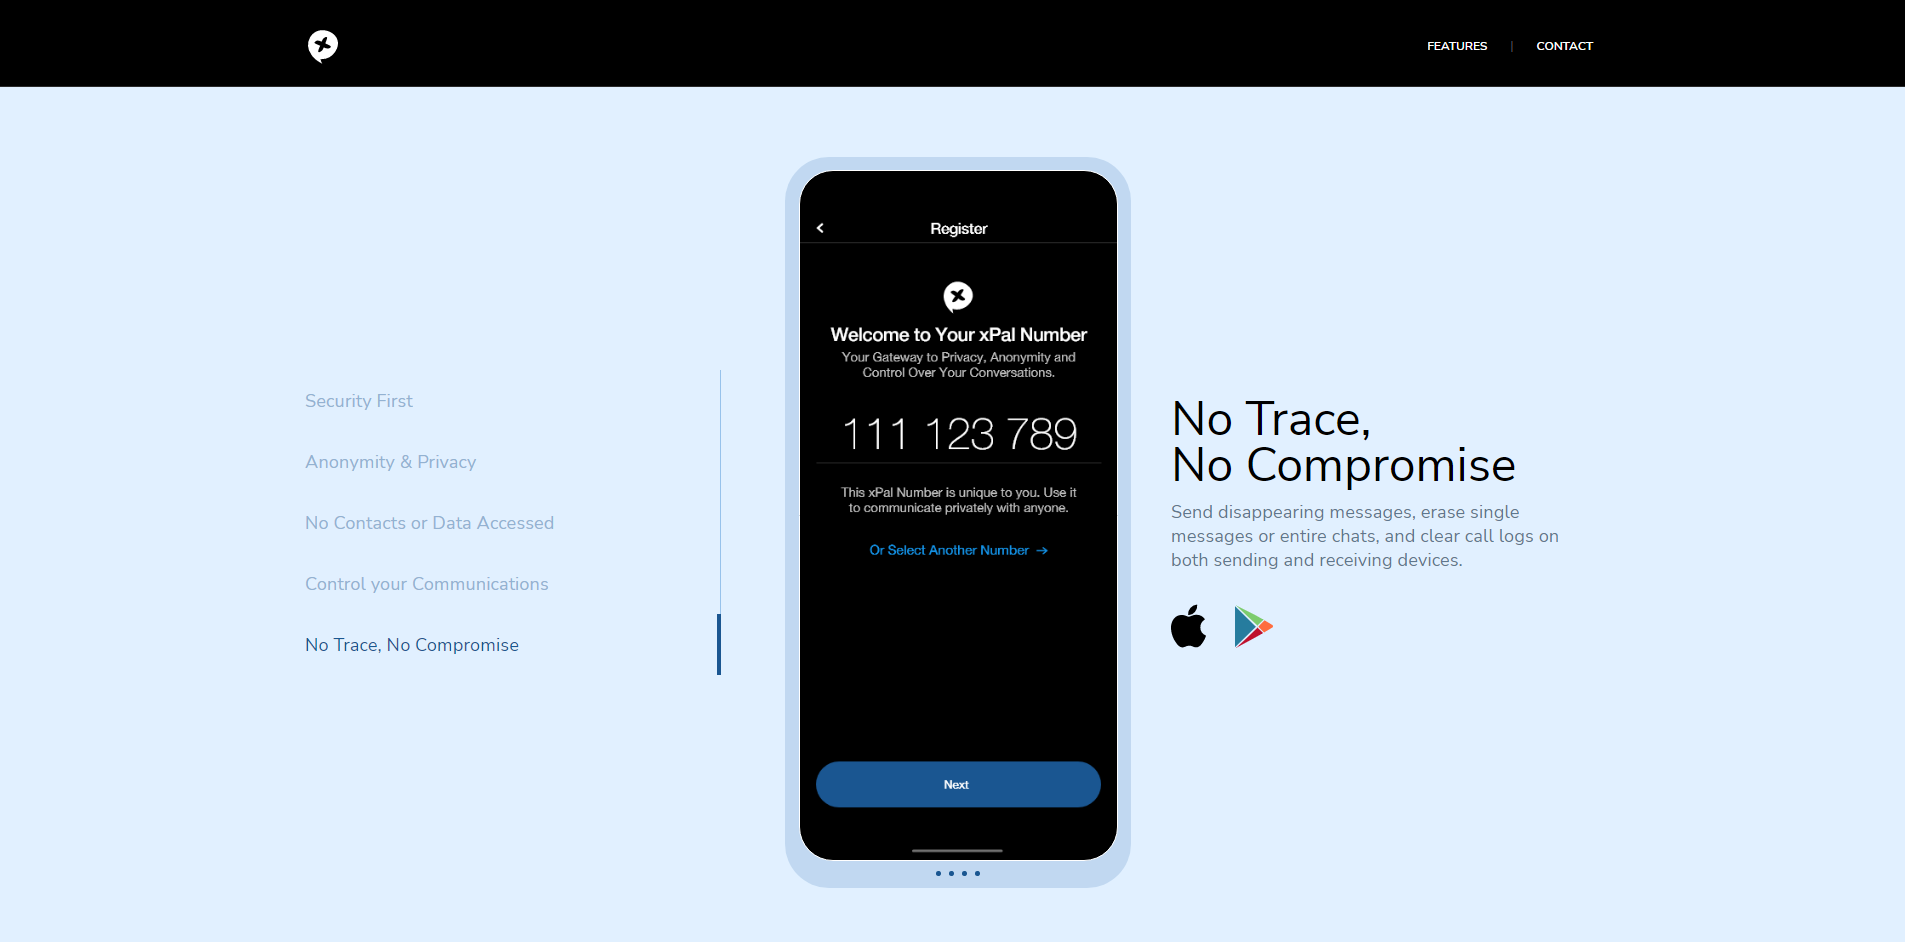 FEATURES | CONTACT
Security First
Anonymity & Privacy
No Contacts or Data Accessed
Control your Communications
No Trace, No Compromise
Register
Welcome to Your xPal Number
Your Gateway to Privacy, Anonymity and
Control Over Your Conversations.
111 123 789
This xPal Number is unique to you. Use it
to communicate privately with anyone.
Or Select Another Number →
Next
No Trace,
No Compromise
Send disappearing messages, erase single
messages or entire chats, and clear call logs on
both sending and receiving devices.